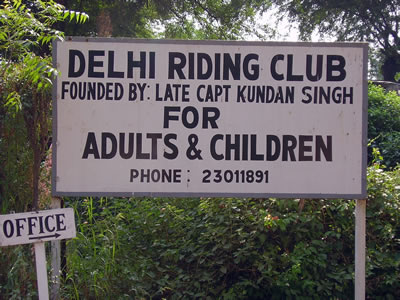 DELHI RIDING CLUB
FOUNDED BY: LATE CAPT KUNDAN SINGH
FOR
ADULTS & CHILDREN
PHONE: 23011891
OFFICE